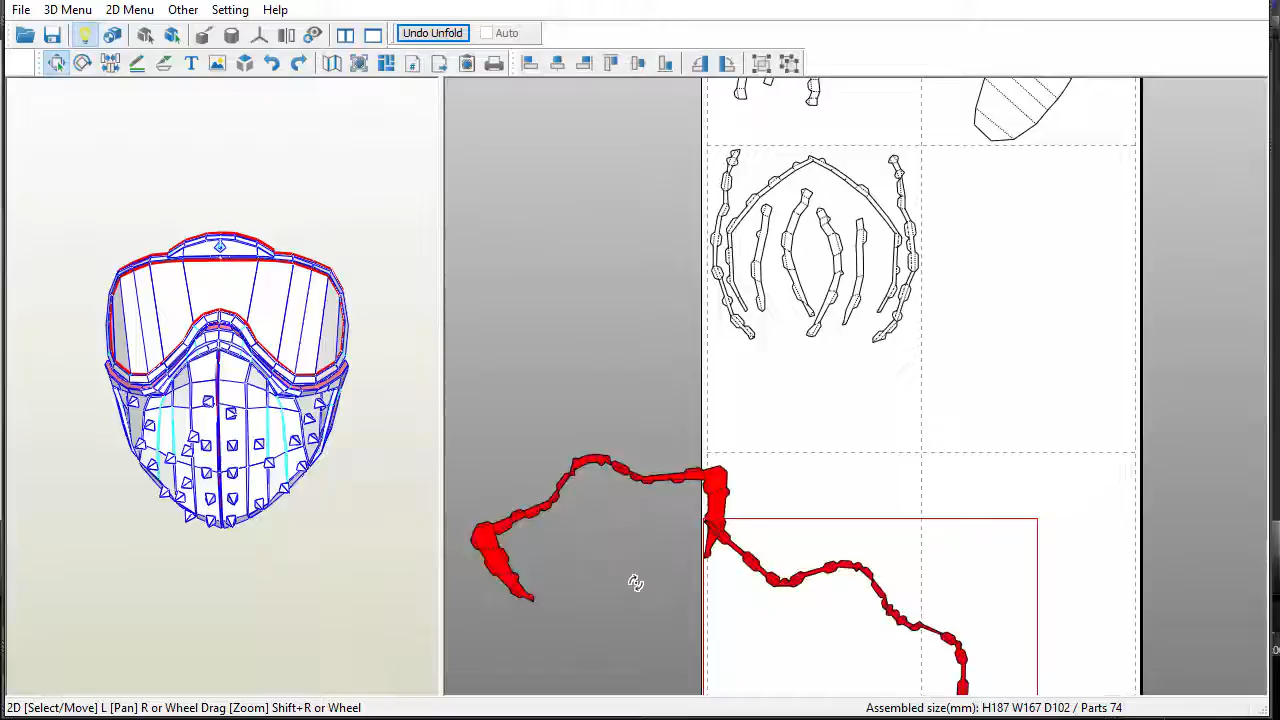 File 3D Menu 2D Menu Other Setting Help
Undo Unfold Auto
2D [Select/Move] L [Pan] R or Wheel Drag [Zoom] Shift+R or Wheel Assembled size(mm): H187 W167 D102 / Parts 74